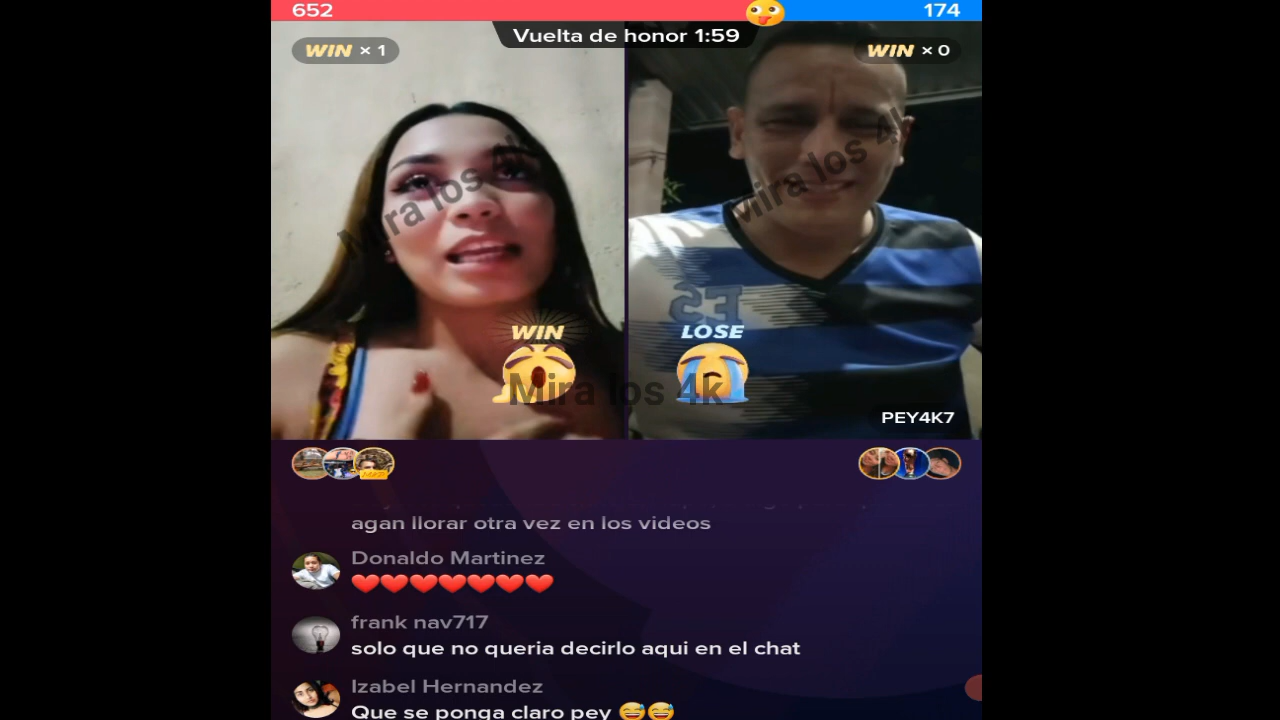 652
174
Vuelta de honor 1:59
WIN × 1
WIN × 0
Mira los 4k
Mira los 4k
ES
WIN
LOSE
Mira los 4k
PEY4K7
agan llorar otra vez en los videos
Donaldo Martinez
❤️❤️❤️❤️❤️❤️❤️
frank nav717
solo que no queria decirlo aqui en el chat
Izabel Hernandez
Que se ponga claro pey 😅😅